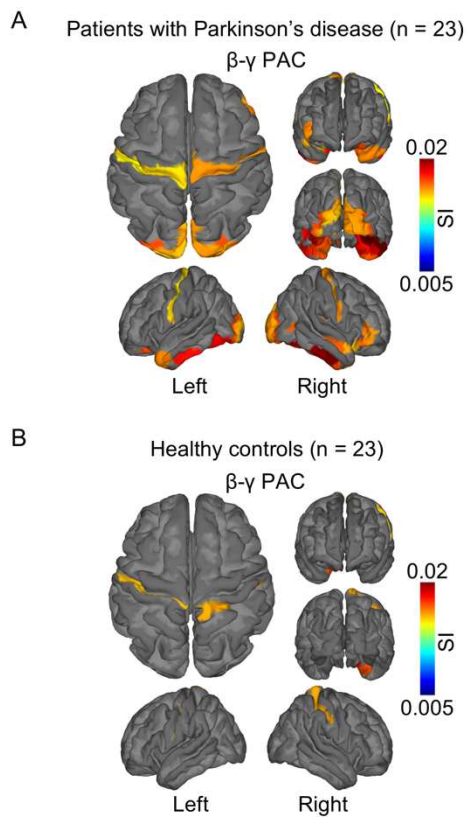 A
Patients with Parkinson's disease (n = 23)
β-γ PAC
0.02
SI
0.005
Left
Right
B
Healthy controls (n = 23)
β-γ PAC
0.02
SI
0.005
Left
Right